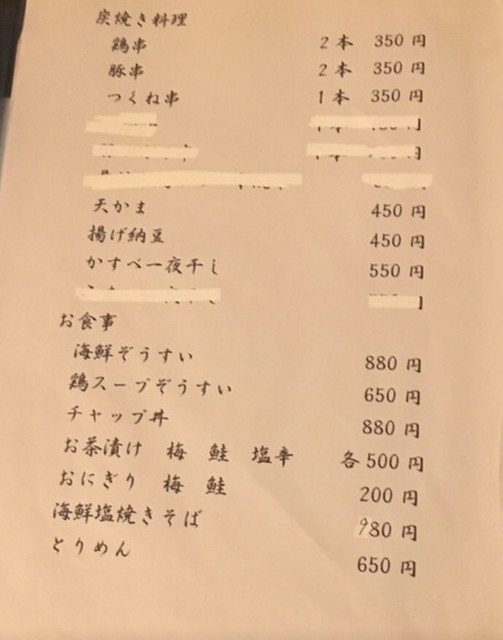 炭焼き料理
鶏串 2本 350円
豚串 2本 350円
つくね串 1本 350円
天かま 450円
揚げ納豆 450円
かすべ一夜干し 550円
お食事
海鮮ぞうすい 880円
鶏スープぞうすい 650円
チャップ丼 880円
お茶漬け 梅 鮭 塩辛 各500円
おにぎり 梅 鮭 200円
海鮮塩焼きそば 980円
とりめん 650円